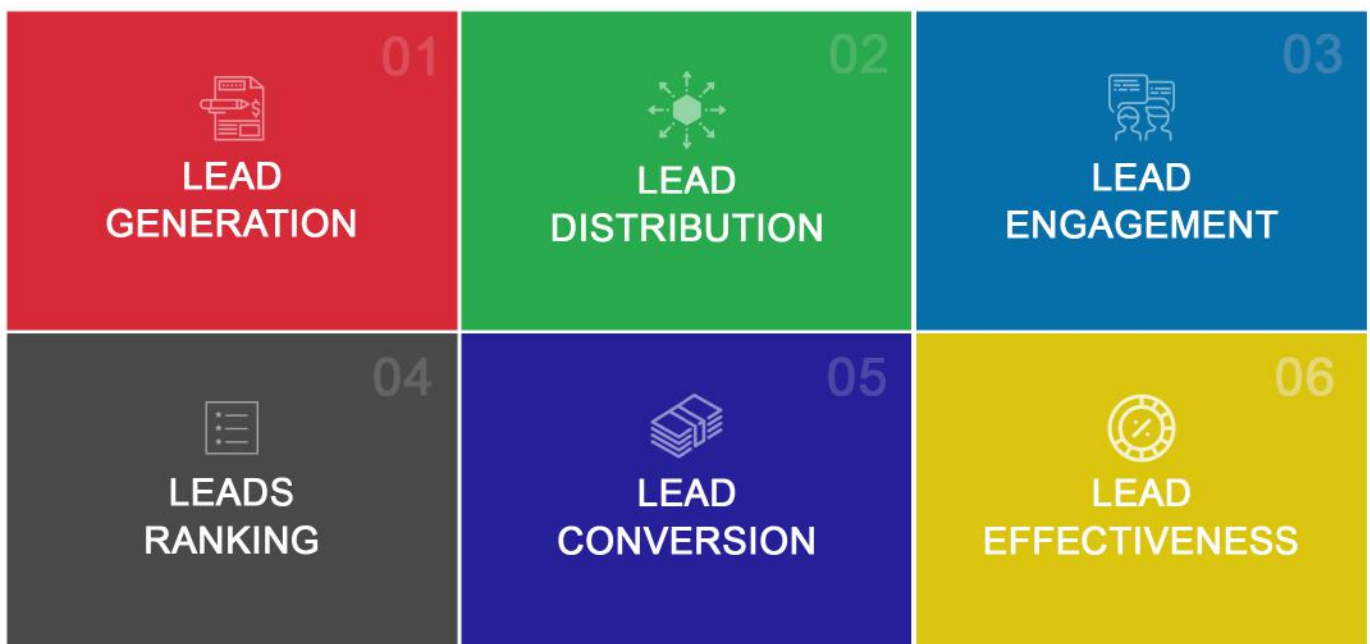 01
LEAD
GENERATION
02
LEAD
DISTRIBUTION
03
LEAD
ENGAGEMENT
04
LEADS
RANKING
05
LEAD
CONVERSION
06
LEAD
EFFECTIVENESS